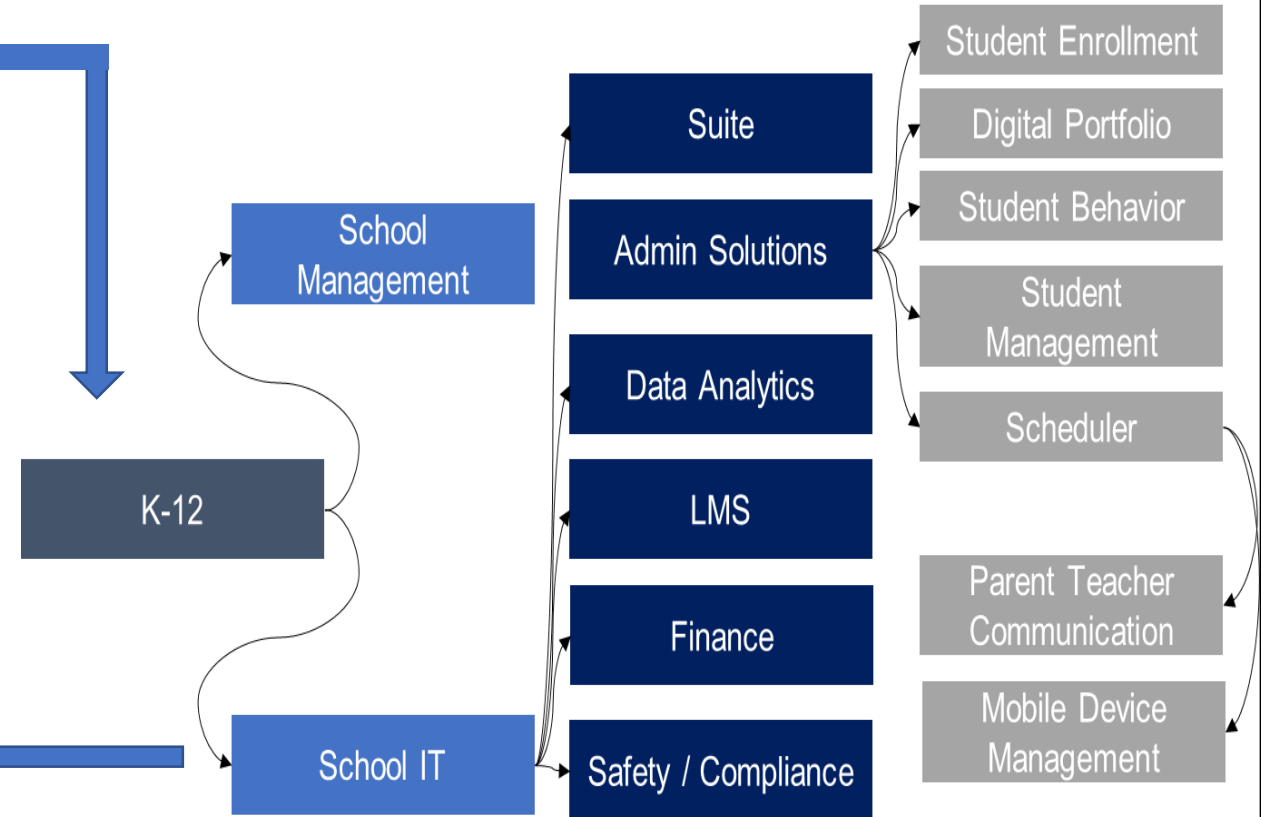 K-12
School
Management
School IT
Suite
Admin Solutions
Data Analytics
LMS
Finance
Safety / Compliance
Student Enrollment
Digital Portfolio
Student Behavior
Student
Management
Scheduler
Parent Teacher
Communication
Mobile Device
Management